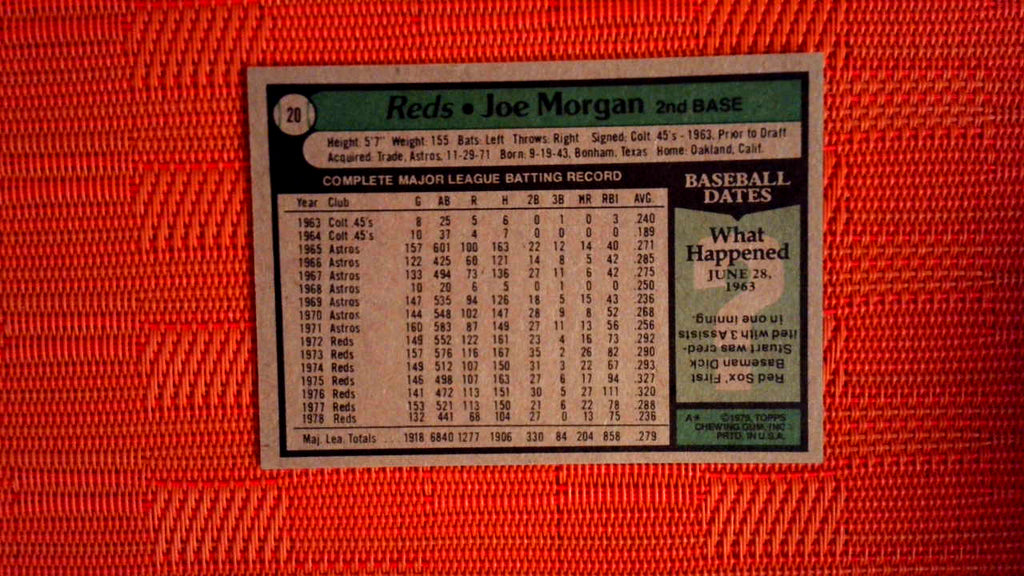 20
Reds • Joe Morgan 2nd BASE
Height: 5'7" Weight: 155 Bats: Left Throws: Right Signed: Colt .45's - 1963, Prior to Draft
Acquired: Trade, Astros, 11-29-71 Born: 9-19-43, Bonham, Texas Home: Oakland, Calif.
COMPLETE MAJOR LEAGUE BATTING RECORD
Year Club G AB R H 2B 3B HR RBI AVG.
1963 Colt .45's 8 25 5 6 0 1 0 3 .240
1964 Colt .45's 10 37 4 7 0 0 0 0 .189
1965 Astros 157 601 100 163 22 12 14 40 .271
1966 Astros 122 425 60 121 14 8 5 42 .285
1967 Astros 133 494 73 136 27 11 6 42 .275
1968 Astros 10 20 6 5 0 1 0 0 .250
1969 Astros 147 535 94 126 18 5 15 43 .236
1970 Astros 144 548 102 147 28 9 8 52 .268
1971 Astros 160 583 87 149 27 11 13 56 .256
1972 Reds 149 552 122 161 23 4 16 73 .292
1973 Reds 157 576 116 167 35 2 26 82 .290
1974 Reds 149 512 107 150 31 3 22 67 .293
1975 Reds 146 498 107 163 27 6 17 94 .327
1976 Reds 141 472 113 151 30 5 27 111 .320
1977 Reds 153 521 113 150 21 6 22 78 .288
1978 Reds 132 441 68 104 27 0 13 75 .236
Maj. Lea. Totals ... 1918 6840 1277 1906 330 84 204 858 .279
BASEBALL
DATES
What
Happened
JUNE 28,
1963
Red Sox' First
Baseman Dick
Stuart was cred-
ited with 3 Assists
in one inning.
A* ©1979, TOPPS
CHEWING GUM, INC.
PRTD. IN U.S.A.